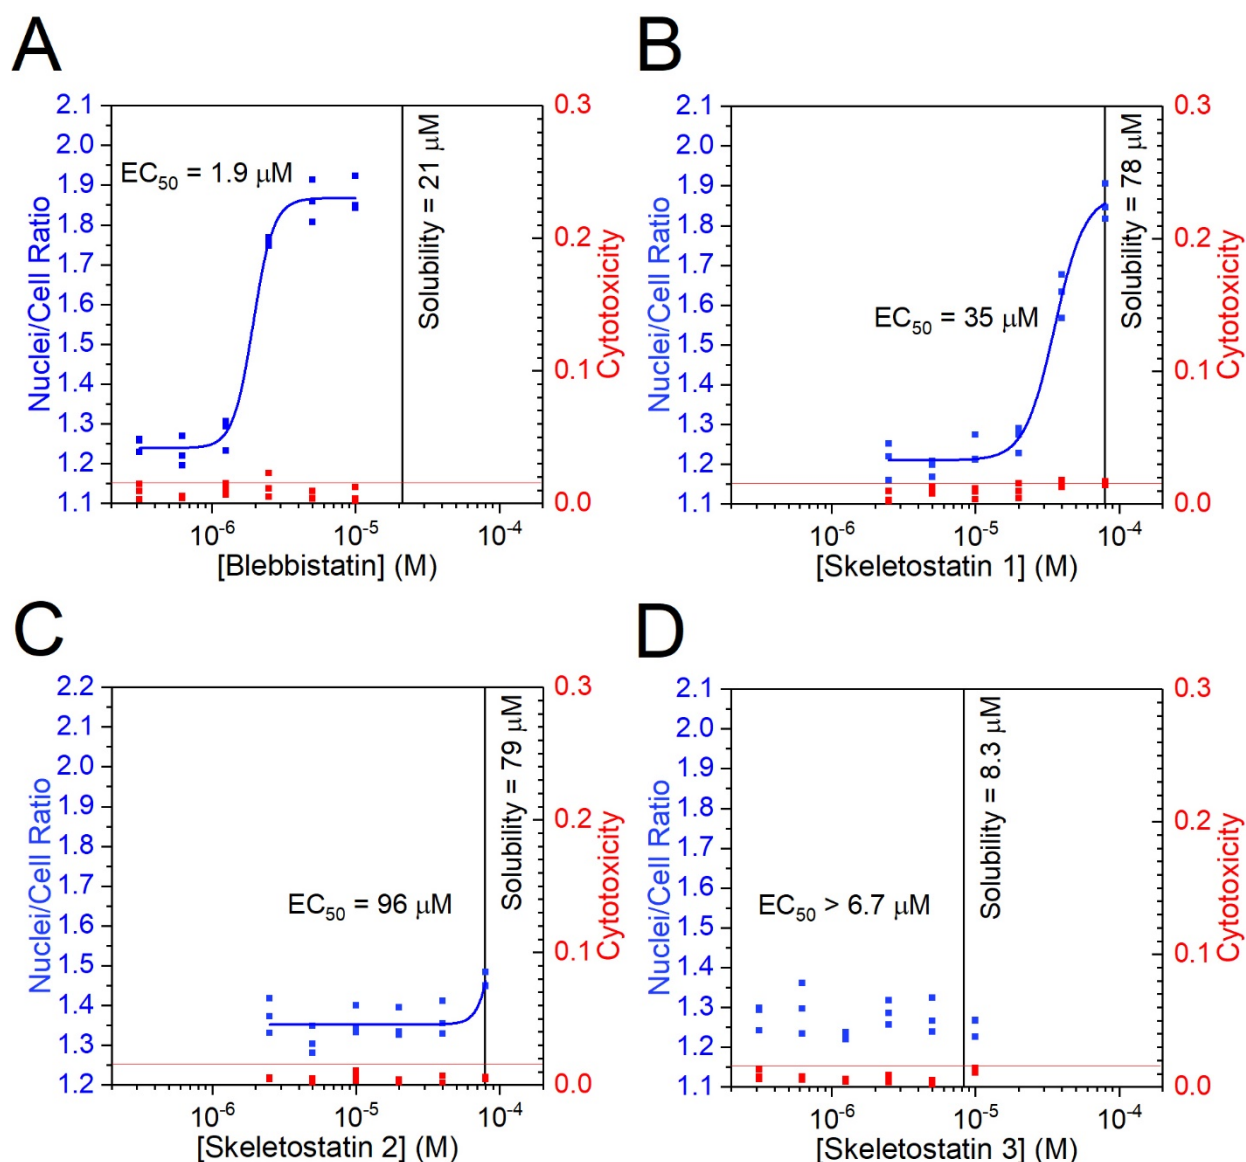 A
2.1
2.0
1.9
1.8
1.7
1.6
1.5
1.4
1.3
1.2
1.1
Nuclei/Cell Ratio
EC50 = 1.9 μM
Solubility = 21 μM
0.3
0.2
0.1
0.0
Cytotoxicity
10-6 10-5 10-4
[Blebbistatin] (M)
B
2.1
2.0
1.9
1.8
1.7
1.6
1.5
1.4
1.3
1.2
1.1
Nuclei/Cell Ratio
EC50 = 35 μM
Solubility = 78 μM
0.3
0.2
0.1
0.0
Cytotoxicity
10-6 10-5 10-4
[Skeletostatin 1] (M)
C
2.2
2.1
2.0
1.9
1.8
1.7
1.6
1.5
1.4
1.3
1.2
Nuclei/Cell Ratio
EC50 = 96 μM
Solubility = 79 μM
0.3
0.2
0.1
0.0
Cytotoxicity
10-6 10-5 10-4
[Skeletostatin 2] (M)
D
2.1
2.0
1.9
1.8
1.7
1.6
1.5
1.4
1.3
1.2
1.1
Nuclei/Cell Ratio
EC50 > 6.7 μM
Solubility = 8.3 μM
0.3
0.2
0.1
0.0
Cytotoxicity
10-6 10-5 10-4
[Skeletostatin 3] (M)